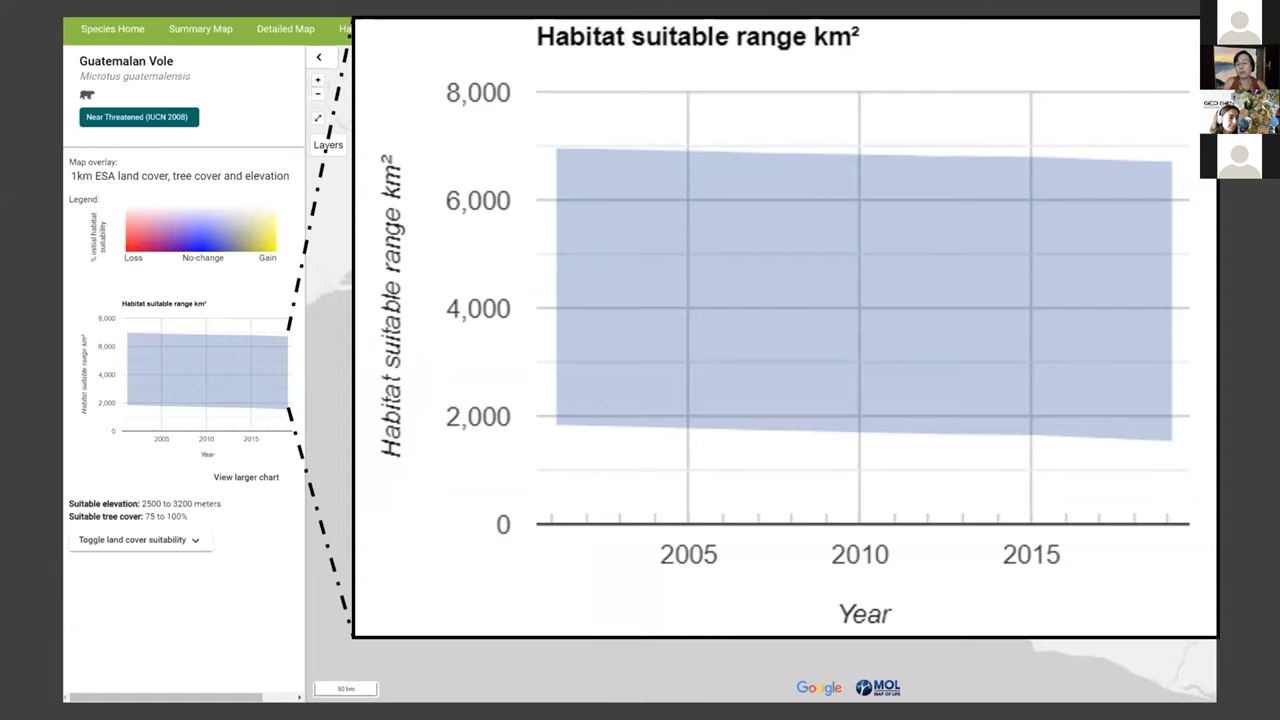 Species Home
Summary Map
Detailed Map
Ha
Guatemalan Vole
Microtus guatemalensis
Near Threatened (IUCN 2008)
Map overlay:
1km ESA land cover, tree cover and elevation
Legend:
% initial habitat
suitability
Loss
No-change
Gain
Habitat suitable range km²
Habitat suitable range km²
8,000
6,000
4,000
2,000
0
2005
2010
2015
Year
View larger chart
Suitable elevation: 2500 to 3200 meters
Suitable tree cover: 75 to 100%
Toggle land cover suitability
Layers
Habitat suitable range km²
Habitat suitable range km²
8,000
6,000
4,000
2,000
0
2005
2010
2015
Year
50 km
Google
MOL
MAP OF LIFE